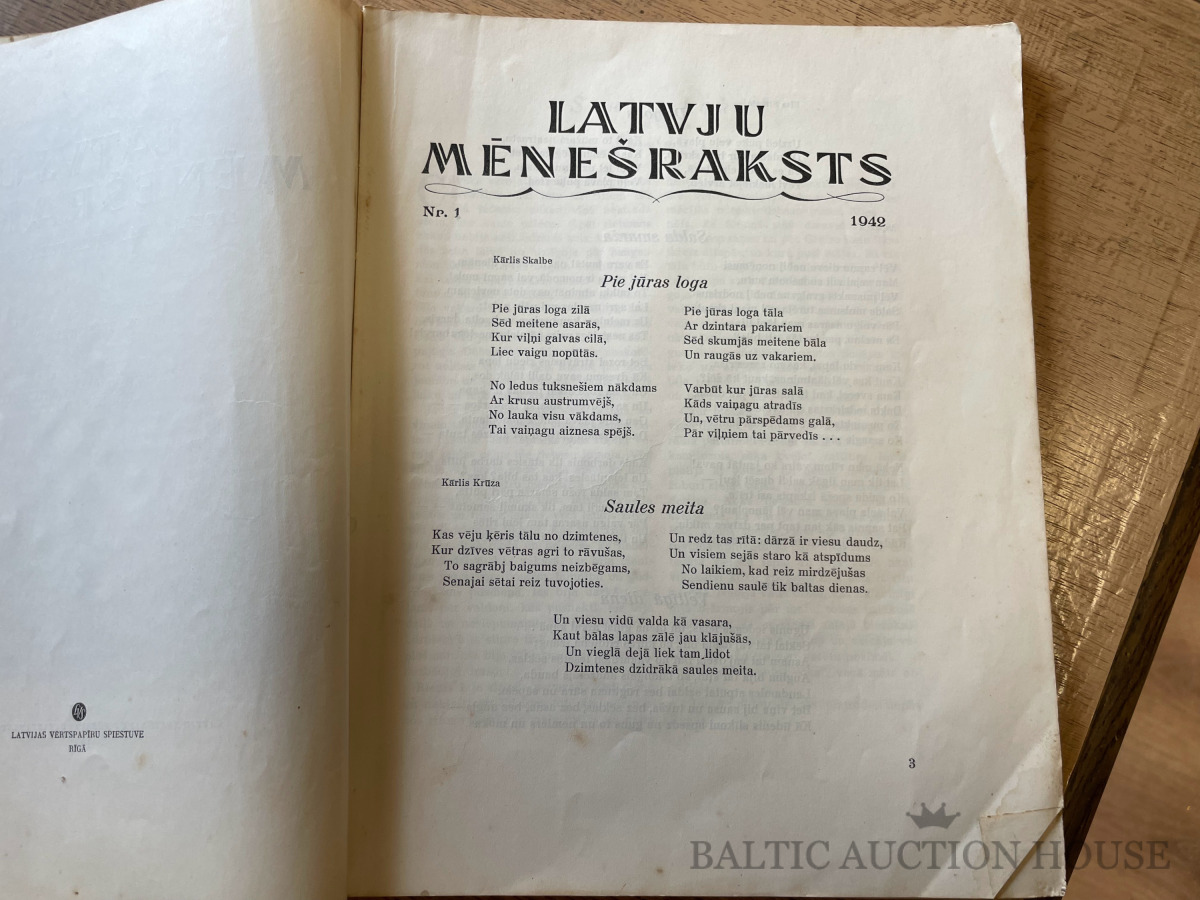 LATVIJAS VĒRTSPAPĪRU SPIESTUVE
RĪGĀ
LATVJU
MĒNEŠRAKSTS
Nr. 1
1942
Kārlis Skalbe
Pie jūras loga
Pie jūras loga zilā
Sēd meitene asarās,
Kur viļņi galvas cilā,
Liec vaigu nopūtās.
No ledus tuksnešiem nākdams
Ar krusu austrumvējš,
No lauka visu vākdams,
Tai vaiņagu aiznesa spējš.
Pie jūras loga tāla
Ar dzintara pakariem
Sēd skumjās meitene bāla
Un raugās uz vakariem.
Varbūt kur jūras salā
Kāds vaiņagu atradīs
Un, vētru pārspēdams galā,
Pār viļņiem tai pārvedīs . . .
Kārlis Krūza
Saules meita
Kas vēju ķēris tālu no dzimtenes,
Kur dzīves vētras agri to rāvušas,
To sagrābj baigums neizbēgams,
Senajai sētai reiz tuvojoties.
Un redz tas rītā: dārzā ir viesu daudz,
Un visiem sejās staro kā atspīdums
No laikiem, kad reiz mirdzējušas
Sendienu saulē tik baltas dienas.
Un viesu vidū valda kā vasara,
Kaut bālas lapas zālē jau klājušās,
Un vieglā dejā liek tam lidot
Dzimtenes dzidrākā saules meita.
3
BALTIC AUCTION HOUSE